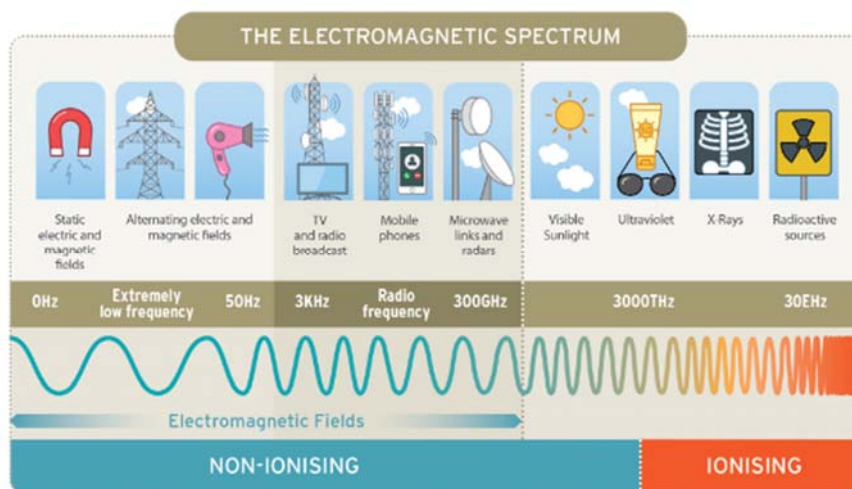 THE ELECTROMAGNETIC SPECTRUM
Static
electric and
magnetic
fields
Alternating electric and
magnetic fields
TV
and radio
broadcast
Mobile
phones
Microwave
links and
radars
Visible
Sunlight
Ultraviolet
X-Rays
Radioactive
sources
0Hz
Extremely
low frequency
50Hz
3KHz
Radio
frequency
300GHz
3000THz
30EHz
Electromagnetic Fields
NON-IONISING
IONISING